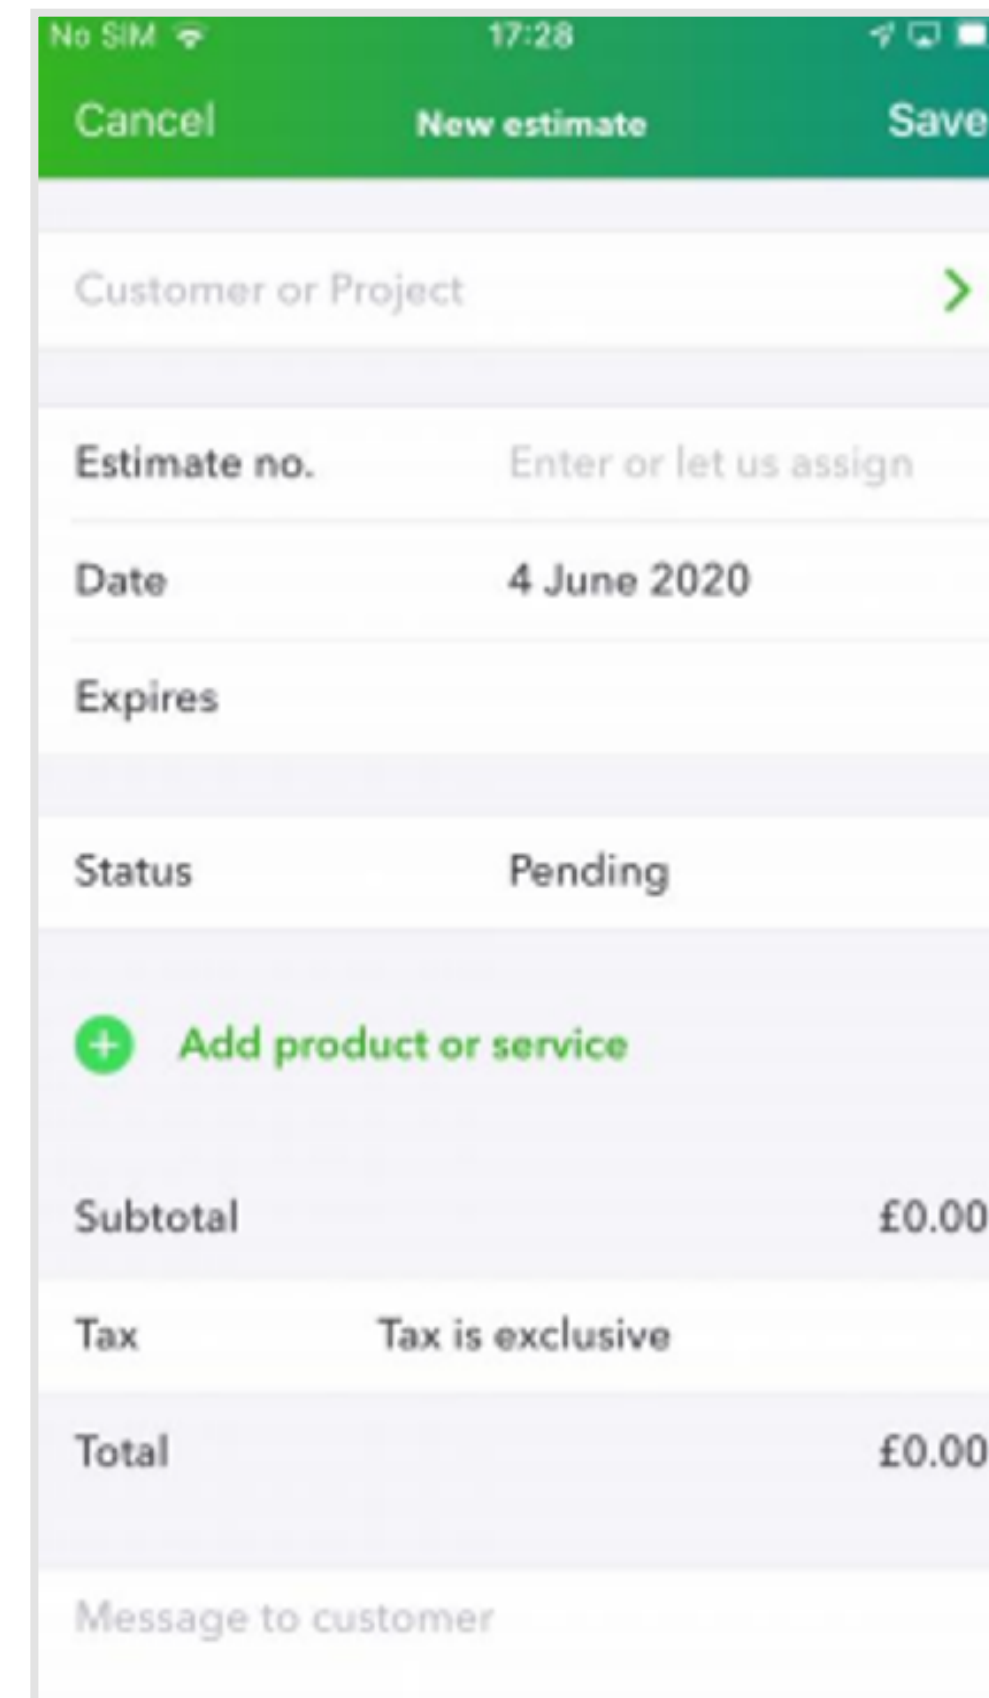 No SIM 17:28
Cancel New estimate Save
Customer or Project
Estimate no. Enter or let us assign
Date 4 June 2020
Expires
Status Pending
Add product or service
Subtotal £0.00
Tax Tax is exclusive
Total £0.00
Message to customer